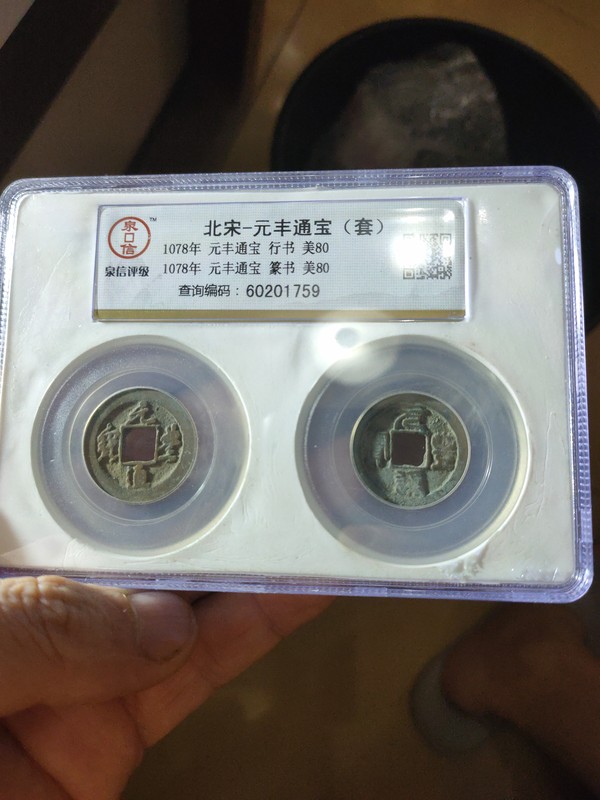 泉
信
TM
泉信评级
北宋-元丰通宝（套）
1078年 元丰通宝 行书 美80
1078年 元丰通宝 篆书 美80
查询编码：60201759
元